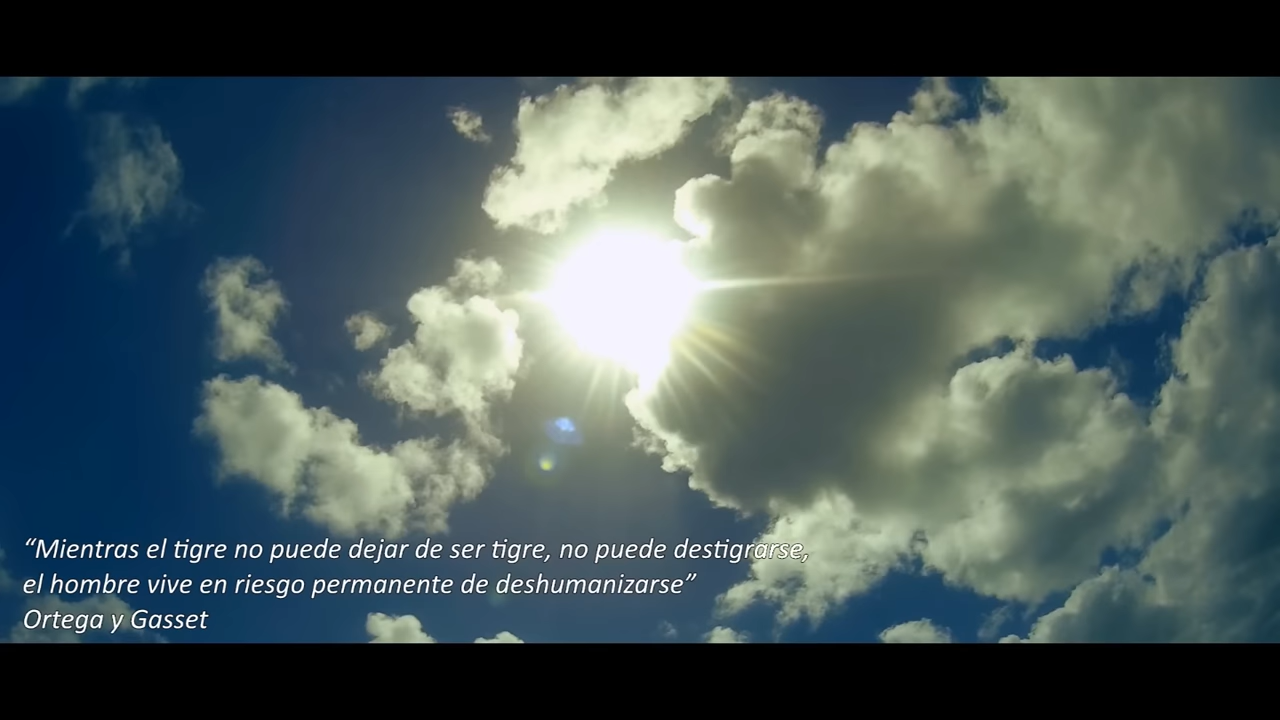 “Mientras el tigre no puede dejar de ser tigre, no puede destigrarse,
el hombre vive en riesgo permanente de deshumanizarse”
Ortega y Gasset